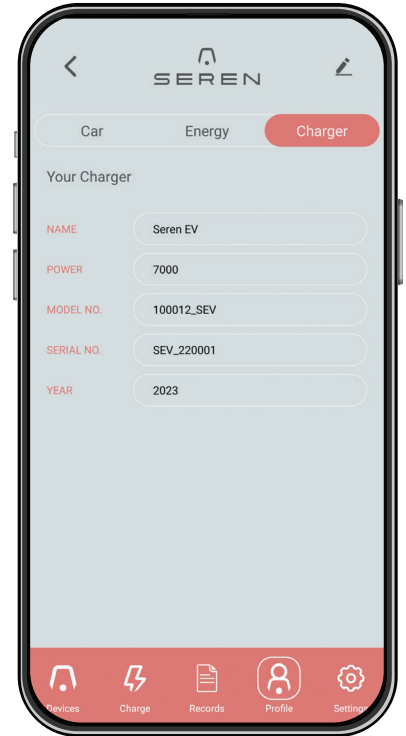 SEREN
Car Energy Charger
Your Charger
NAME Seren EV
POWER 7000
MODEL NO. 100012_SEV
SERIAL NO. SEV_220001
YEAR 2023
Devices Charge Records Profile Settings